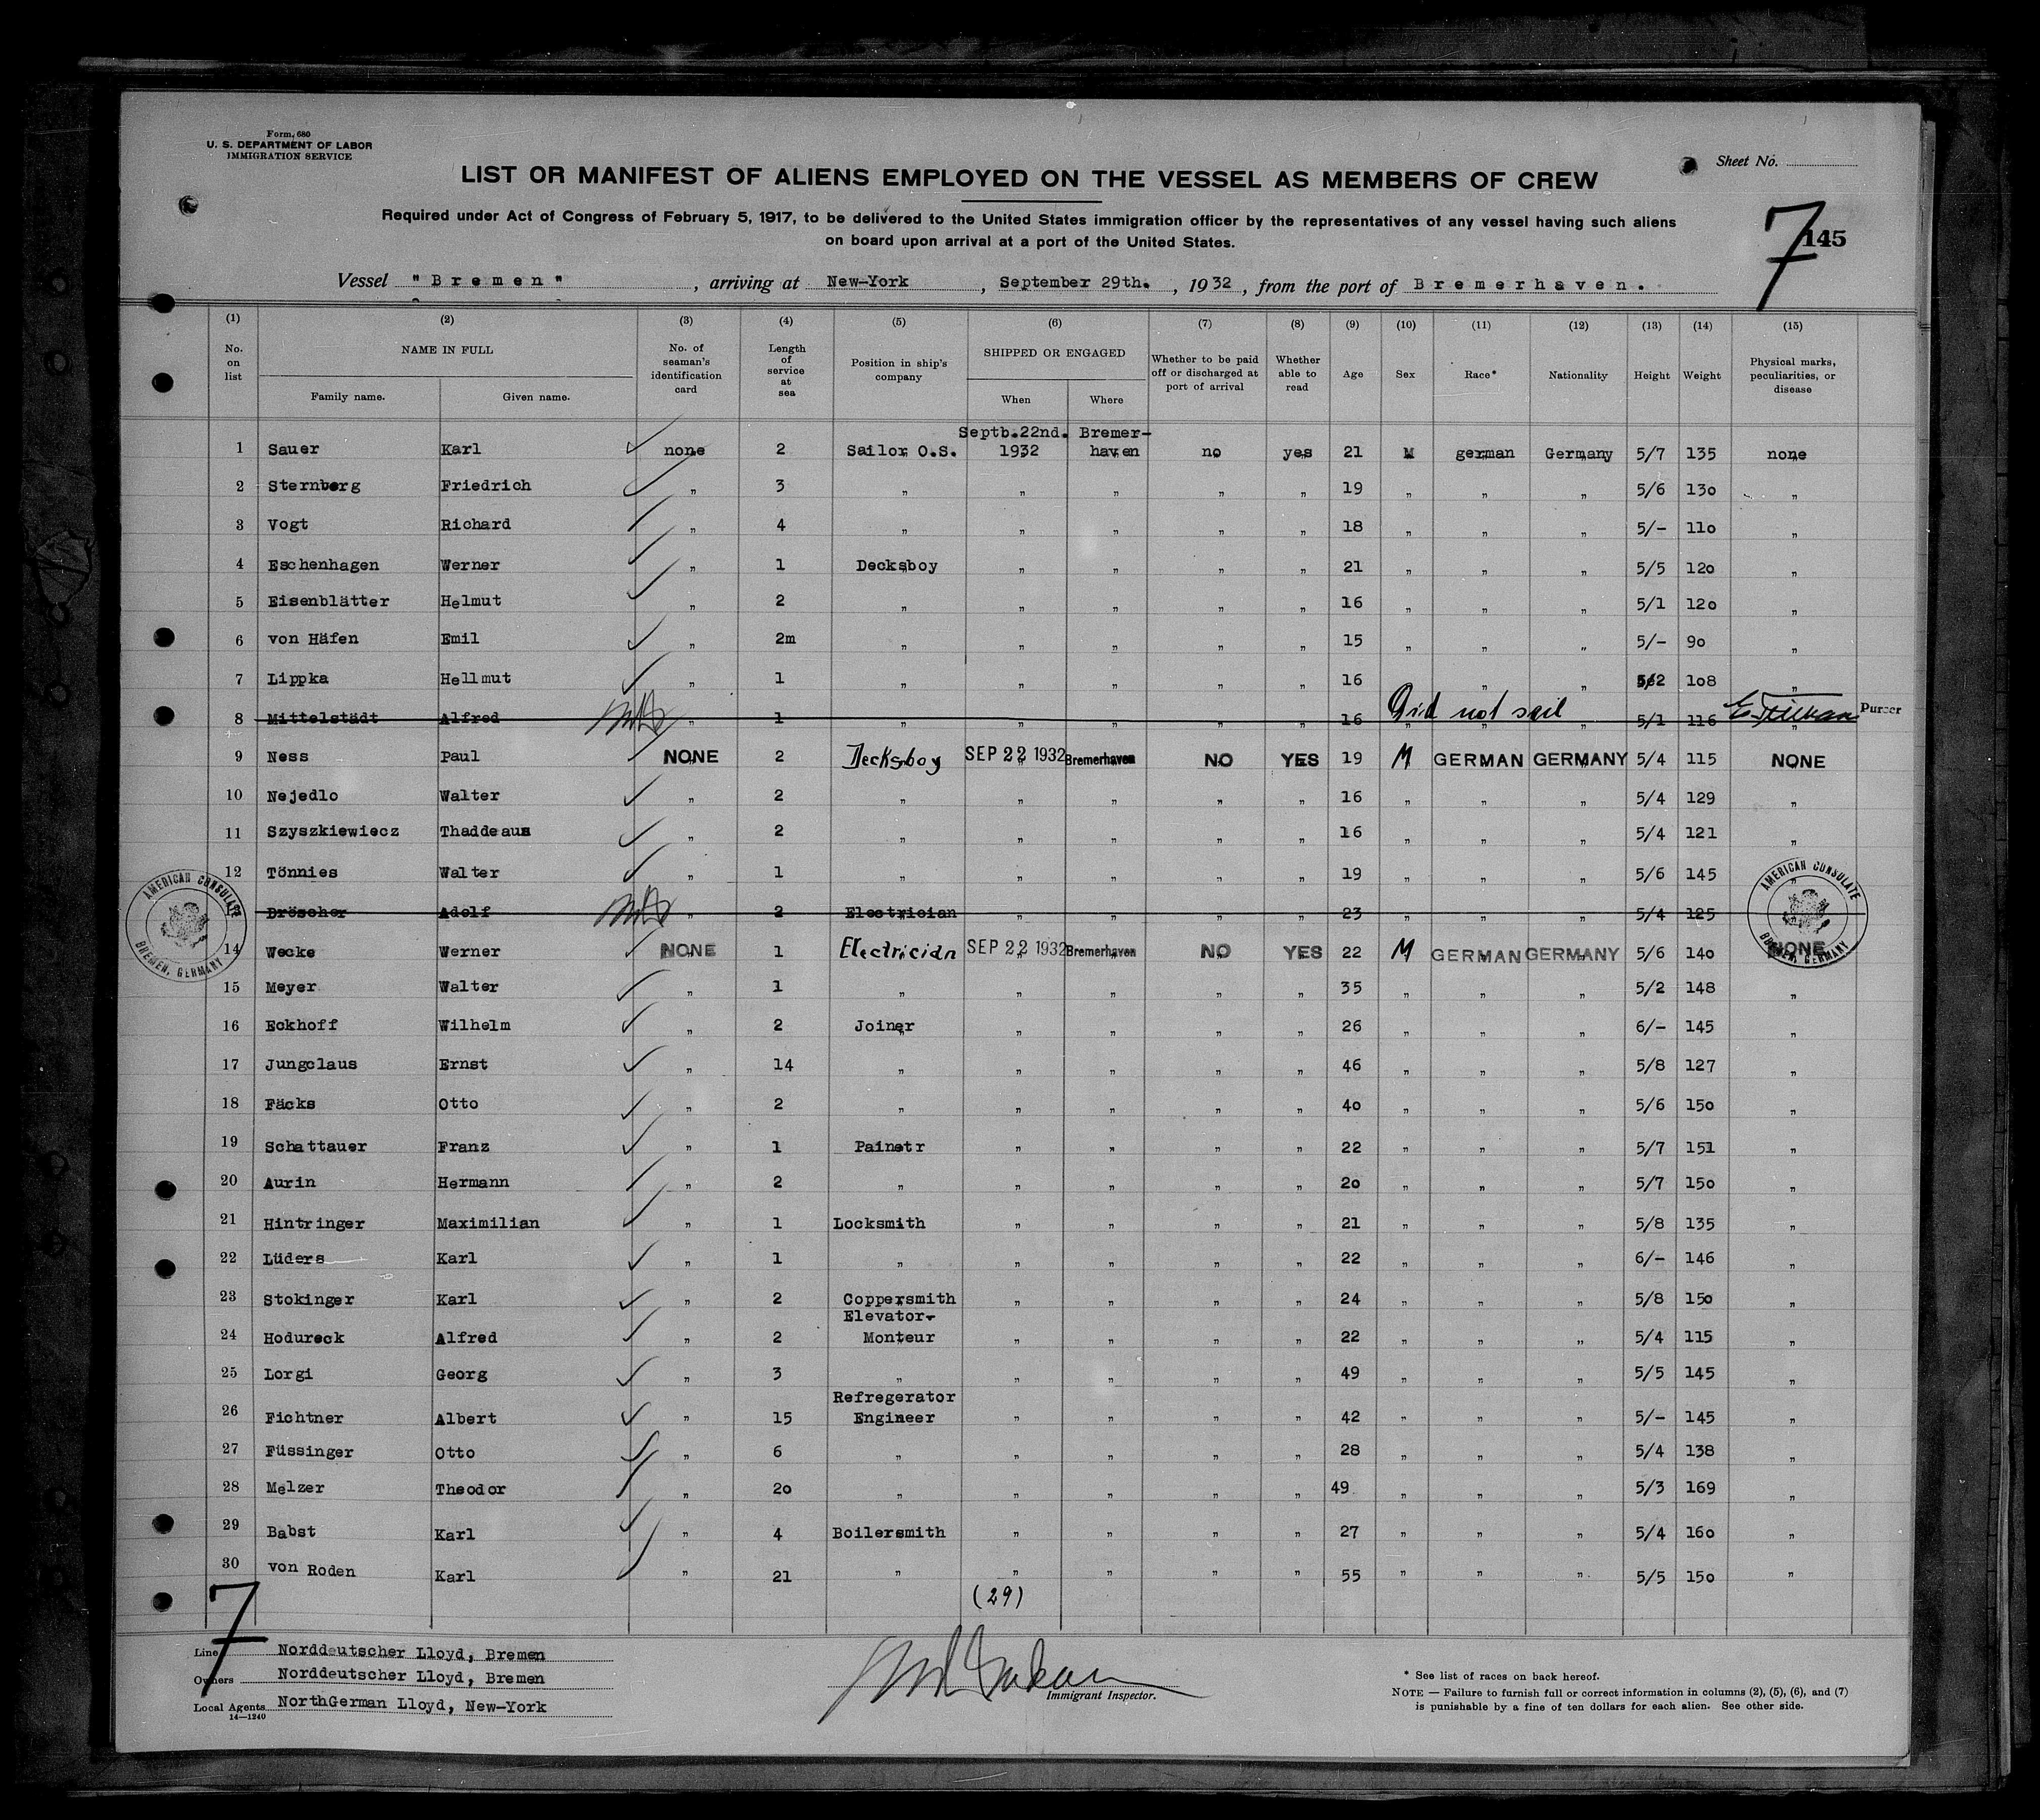 Form, 680
U. S. DEPARTMENT OF LABOR
IMMIGRATION SERVICE
Sheet No.
LIST OR MANIFEST OF ALIENS EMPLOYED ON THE VESSEL AS MEMBERS OF CREW
Required under Act of Congress of February 5, 1917, to be delivered to the United States immigration officer by the representatives of any vessel having such aliens
on board upon arrival at a port of the United States.
7 145
Vessel "Bremen", arriving at New-York, September 29th., 1932, from the port of Bremerhaven.
(1) (2) (3) (4) (5) (6) (7) (8) (9) (10) (11) (12) (13) (14) (15)
No. on list NAME IN FULL Family name. Given name. No. of seaman's identification card Length of service at sea Position in ship's company SHIPPED OR ENGAGED When Where Whether to be paid off or discharged at port of arrival Whether able to read Age Sex Race* Nationality Height Weight Physical marks, peculiarities, or disease
Septb.22nd. Bremer-
1 Sauer Karl none 2 Sailor O.S. 1932 haven no yes 21 M german Germany 5/7 135 none
2 Sternberg Friedrich " 3 " " " " " 19 " " " 5/6 130 "
3 Vogt Richard " 4 " " " " " 18 " " " 5/- 110 "
4 Eschenhagen Werner " 1 Decksboy " " " " 21 " " " 5/5 120 "
5 Eisenblätter Helmut " 2 " " " " " 16 " " " 5/1 120 "
6 von Häfen Emil " 2m " " " " " 15 " " " 5/- 90 "
7 Lippka Hellmut " 1 " " " " " 16 " " " 5/2 108 "
8 Mittelstädt Alfred " 1 " " " " " 16 Did not sail 5/1 116 " Purser
9 Ness Paul NONE 2 Decksboy SEP 22 1932 Bremerhaven NO YES 19 M GERMAN GERMANY 5/4 115 NONE
10 Nejedlo Walter " 2 " " " " " 16 " " " 5/4 129 "
11 Szyszkiewiecz Thaddeaus " 2 " " " " " 16 " " " 5/4 121 "
12 Tönnies Walter " 1 " " " " " 19 " " " 5/6 145 "
Dröscher Adolf " 2 Electrician " " " " 23 " " " 5/4 125
14 Wecke Werner NONE 1 Electrician SEP 22 1932 Bremerhaven NO YES 22 M GERMAN GERMANY 5/6 140 NONE
AMERICAN CONSULATE BREMEN, GERMANY
AMERICAN CONSULATE BREMEN, GERMANY
15 Meyer Walter " 1 " " " " " 35 " " " 5/2 148 "
16 Eckhoff Wilhelm " 2 Joiner " " " " 26 " " " 6/- 145 "
17 Jungclaus Ernst " 14 " " " " " 46 " " " 5/8 127 "
18 Fäcks Otto " 2 " " " " " 40 " " " 5/6 150 "
19 Schattauer Franz " 1 Painetr " " " " 22 " " " 5/7 151 "
20 Aurin Hermann " 2 " " " " " 20 " " " 5/7 150 "
21 Hintringer Maximilian " 1 Locksmith " " " " 21 " " " 5/8 135 "
22 Lüders Karl " 1 " " " " " 22 " " " 6/- 146 "
23 Stokinger Karl " 2 Coppersmith " " " " 24 " " " 5/8 150 "
Elevator-
24 Hodureck Alfred " 2 Monteur " " " " 22 " " " 5/4 115 "
25 Lorgi Georg " 3 " " " " " 49 " " " 5/5 145 "
Refregerator
26 Fichtner Albert " 15 Engineer " " " " 42 " " " 5/- 145 "
27 Füssinger Otto " 6 " " " " " 28 " " " 5/4 138 "
28 Melzer Theodor " 20 " " " " " 49 " " " 5/3 169 "
29 Babst Karl " 4 Boilersmith " " " " 27 " " " 5/4 160 "
30 von Roden Karl " 21 " " " " " 55 " " " 5/5 150 "
(29)
7
Line Norddeutscher Lloyd, Bremen
Owners Norddeutscher Lloyd, Bremen
Local Agents NorthGerman Lloyd, New-York
14-1240
Immigrant Inspector.
* See list of races on back hereof.
NOTE — Failure to furnish full or correct information in columns (2), (5), (6), and (7)
is punishable by a fine of ten dollars for each alien. See other side.